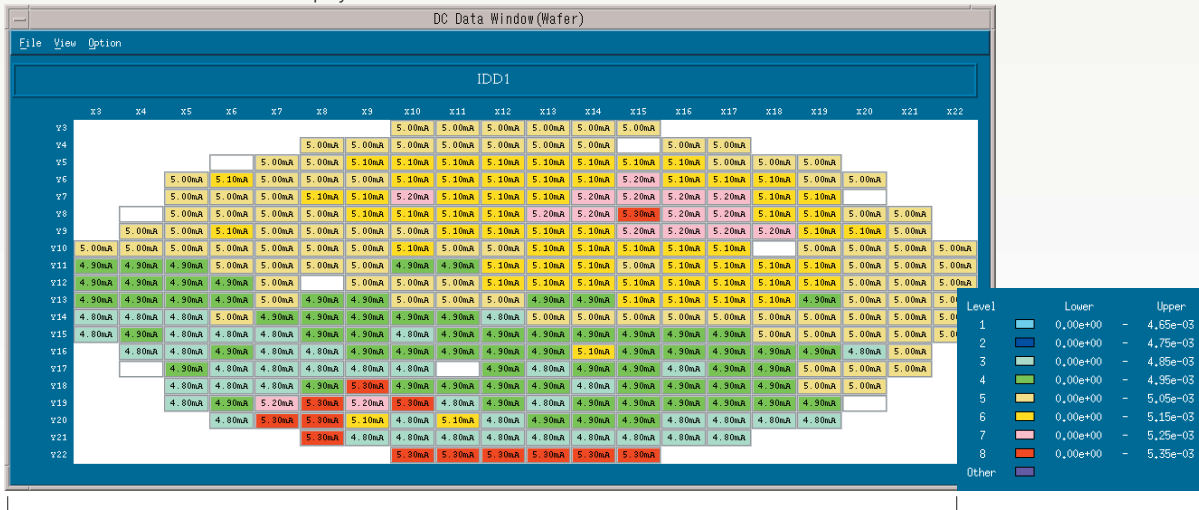 DC Data Window(Wafer)
File View Option
IDD1
X3 X4 X5 X6 X7 X8 X9 X10 X11 X12 X13 X14 X15 X16 X17 X18 X19 X20 X21 X22
Y3 5.00mA 5.00mA 5.00mA 5.00mA 5.00mA 5.00mA
Y4 5.00mA 5.00mA 5.00mA 5.00mA 5.00mA 5.00mA 5.00mA 5.00mA 5.00mA
Y5 5.00mA 5.00mA 5.10mA 5.10mA 5.10mA 5.10mA 5.10mA 5.10mA 5.10mA 5.10mA 5.00mA 5.00mA 5.00mA
Y6 5.00mA 5.10mA 5.00mA 5.00mA 5.00mA 5.10mA 5.10mA 5.10mA 5.10mA 5.10mA 5.20mA 5.10mA 5.10mA 5.10mA 5.00mA 5.00mA
Y7 5.00mA 5.00mA 5.00mA 5.10mA 5.10mA 5.20mA 5.10mA 5.10mA 5.10mA 5.20mA 5.20mA 5.20mA 5.20mA 5.10mA 5.10mA
Y8 5.00mA 5.00mA 5.00mA 5.00mA 5.10mA 5.10mA 5.10mA 5.10mA 5.20mA 5.20mA 5.30mA 5.20mA 5.20mA 5.10mA 5.10mA 5.00mA 5.00mA
Y9 5.00mA 5.00mA 5.10mA 5.00mA 5.00mA 5.00mA 5.10mA 5.00mA 5.00mA 5.10mA 5.10mA 5.20mA 5.20mA 5.20mA 5.20mA 5.10mA 5.10mA 5.00mA
Y10 5.00mA 5.00mA 5.00mA 5.00mA 5.00mA 5.00mA 5.00mA 5.10mA 5.00mA 5.10mA 5.10mA 5.10mA 5.10mA 5.10mA 5.10mA 5.00mA 5.00mA 5.00mA 5.00mA
Y11 4.90mA 4.90mA 4.90mA 5.00mA 5.00mA 5.00mA 5.00mA 4.90mA 4.90mA 5.10mA 5.10mA 5.10mA 5.00mA 5.10mA 5.10mA 5.10mA 5.10mA 5.00mA 5.00mA 5.00mA
Y12 4.90mA 4.90mA 4.90mA 4.90mA 5.00mA 5.00mA 5.00mA 5.00mA 5.10mA 5.10mA 5.10mA 5.10mA 5.10mA 5.10mA 5.10mA 5.00mA 5.00mA 5.00mA 5.00mA
Y13 4.90mA 4.90mA 4.90mA 4.90mA 5.00mA 4.90mA 4.90mA 5.00mA 5.00mA 5.00mA 4.90mA 4.90mA 5.10mA 5.10mA 5.10mA 5.10mA 4.90mA 5.00mA 5.00mA 5.0
Y14 4.80mA 4.80mA 4.80mA 5.00mA 4.90mA 4.90mA 4.90mA 4.90mA 4.90mA 4.80mA 5.00mA 5.00mA 5.00mA 5.00mA 5.00mA 5.00mA 5.00mA 5.00mA 5.00mA 5.0
Y15 4.80mA 4.90mA 4.80mA 4.80mA 4.80mA 4.90mA 4.90mA 4.80mA 4.90mA 4.90mA 4.90mA 4.90mA 4.90mA 4.90mA 4.90mA 5.00mA 5.00mA 5.00mA 5.00mA 5.0
Y16 4.80mA 4.80mA 4.90mA 4.80mA 4.80mA 4.90mA 4.90mA 4.90mA 4.90mA 4.90mA 5.10mA 4.90mA 4.90mA 4.90mA 4.90mA 4.90mA 4.80mA 5.00mA
Y17 4.90mA 4.80mA 4.80mA 4.80mA 4.80mA 4.80mA 4.90mA 4.80mA 4.90mA 4.90mA 4.80mA 4.90mA 4.90mA 5.00mA 5.00mA 5.00mA
Y18 4.80mA 4.80mA 4.80mA 4.90mA 5.30mA 4.90mA 4.90mA 4.90mA 4.90mA 4.80mA 4.90mA 4.90mA 4.90mA 4.90mA 5.00mA 5.00mA
Y19 4.80mA 4.90mA 5.20mA 5.30mA 5.20mA 5.30mA 4.80mA 4.90mA 4.80mA 4.90mA 4.90mA 4.90mA 4.90mA 4.90mA 4.90mA
Y20 4.80mA 5.30mA 5.30mA 5.10mA 4.80mA 5.10mA 4.80mA 4.90mA 4.90mA 4.90mA 4.80mA 4.80mA 4.80mA 4.80mA
Y21 5.30mA 4.80mA 4.80mA 4.80mA 4.80mA 4.80mA 4.80mA 4.80mA 4.80mA 4.80mA
Y22 5.30mA 5.30mA 5.30mA 5.30mA 5.30mA 5.30mA
Level Lower Upper
1 0.00e+00 - 4.65e-03
2 0.00e+00 - 4.75e-03
3 0.00e+00 - 4.85e-03
4 0.00e+00 - 4.95e-03
5 0.00e+00 - 5.05e-03
6 0.00e+00 - 5.15e-03
7 0.00e+00 - 5.25e-03
8 0.00e+00 - 5.35e-03
Other